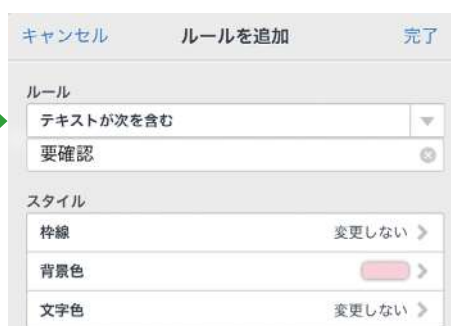 キャンセル ルールを追加 完了
ルール
テキストが次を含む
要確認
スタイル
枠線 変更しない
背景色
文字色 変更しない